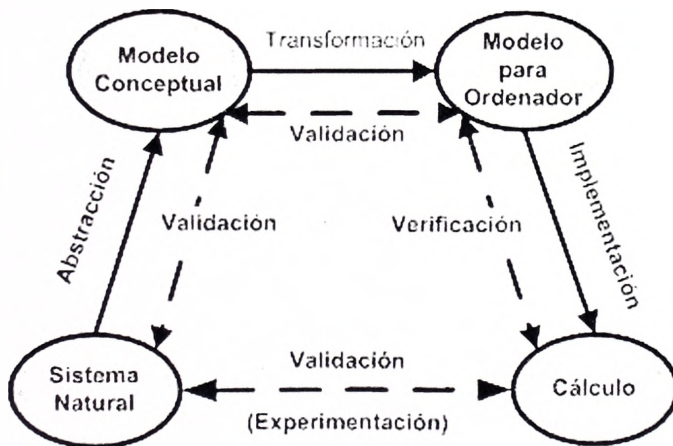 Modelo
Conceptual
Transformación
Modelo
para
Ordenador
Validación
Abstracción
Validación
Verificación
Implementación
Sistema
Natural
Validación
(Experimentación)
Cálculo